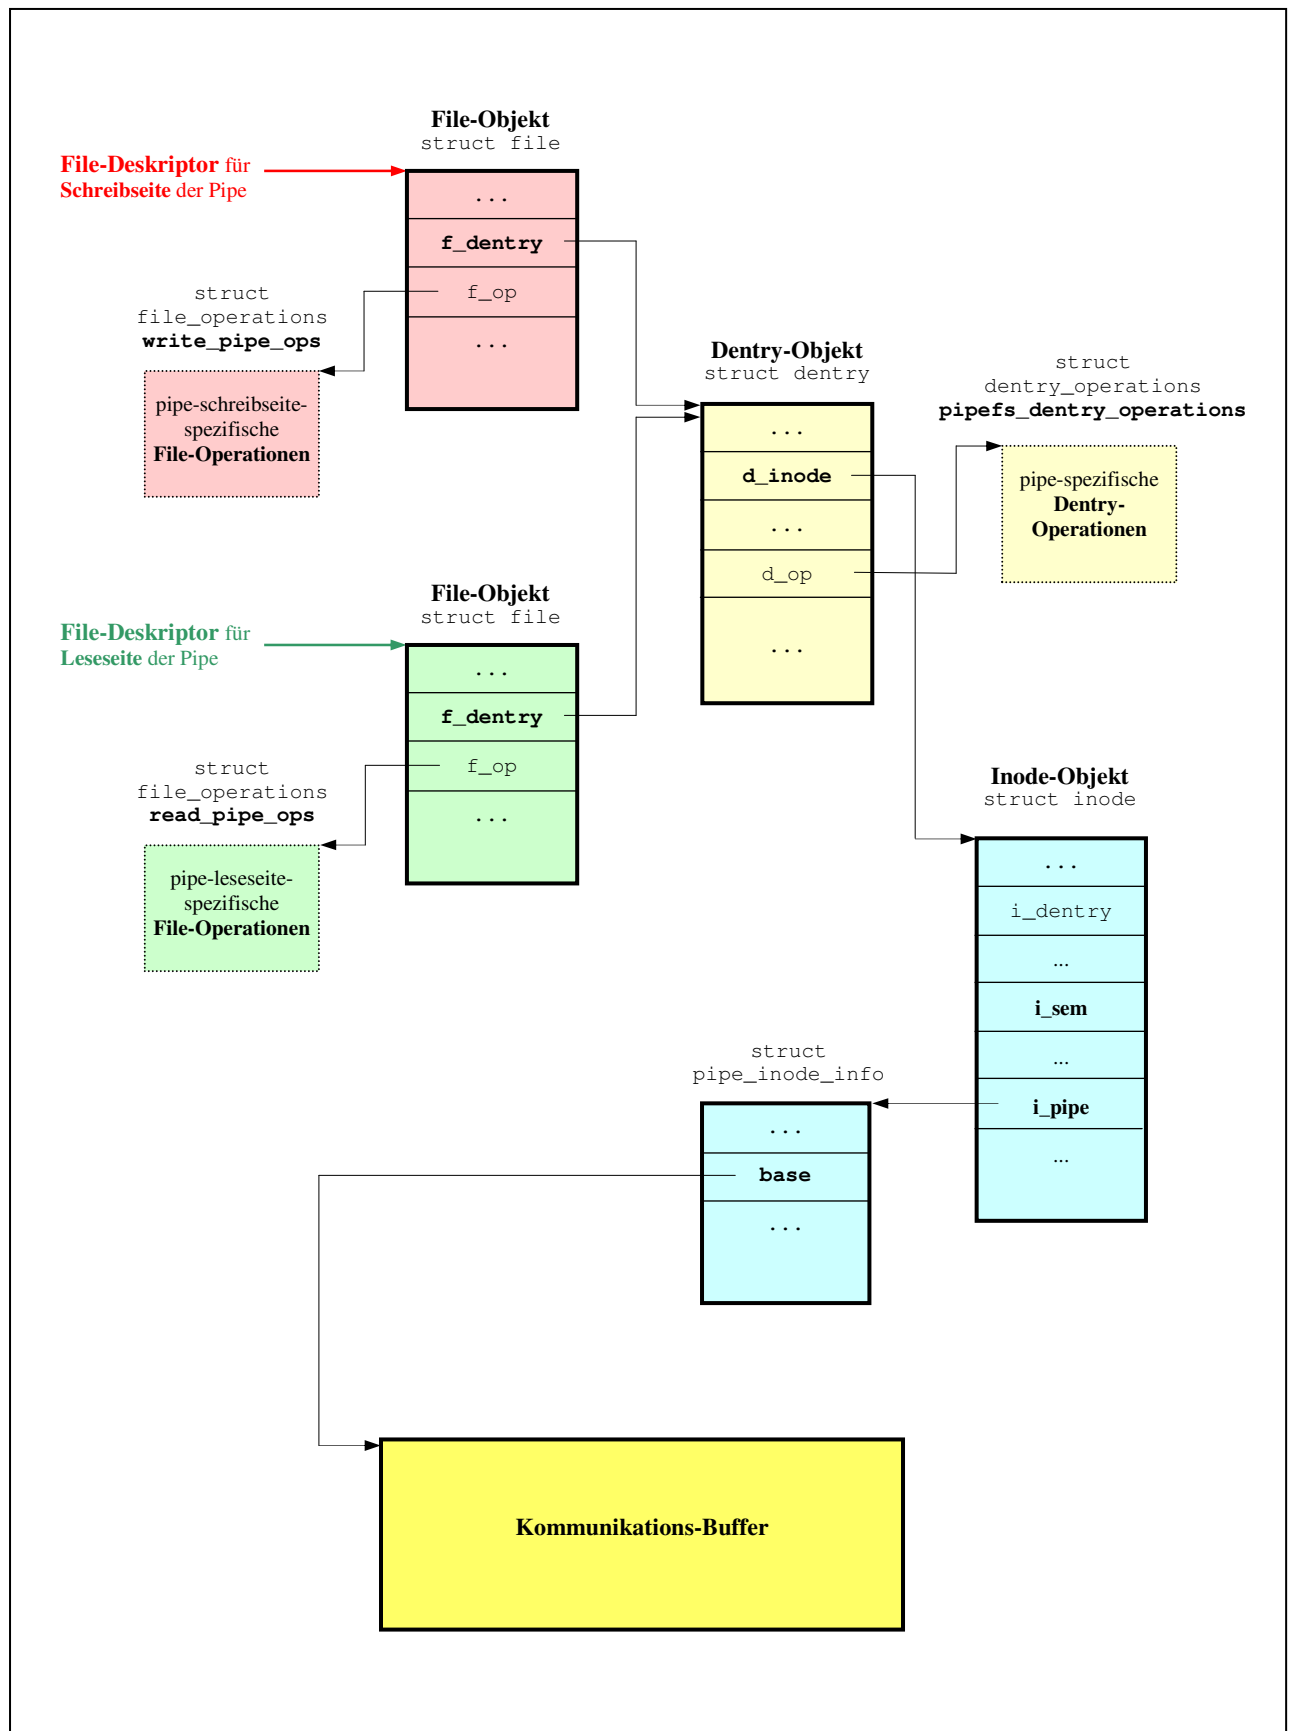 File-Objekt
struct file
File-Deskriptor für
Schreibseite der Pipe
...
f_dentry
f_op
...
struct
file_operations
write_pipe_ops
pipe-schreibseite-
spezifische
File-Operationen
Dentry-Objekt
struct dentry
...
d_inode
...
d_op
...
struct
dentry_operations
pipefs_dentry_operations
pipe-spezifische
Dentry-
Operationen
File-Objekt
struct file
File-Deskriptor für
Leseseite der Pipe
...
f_dentry
f_op
...
struct
file_operations
read_pipe_ops
pipe-leseseite-
spezifische
File-Operationen
Inode-Objekt
struct inode
...
i_dentry
...
i_sem
...
i_pipe
...
struct
pipe_inode_info
...
base
...
Kommunikations-Buffer